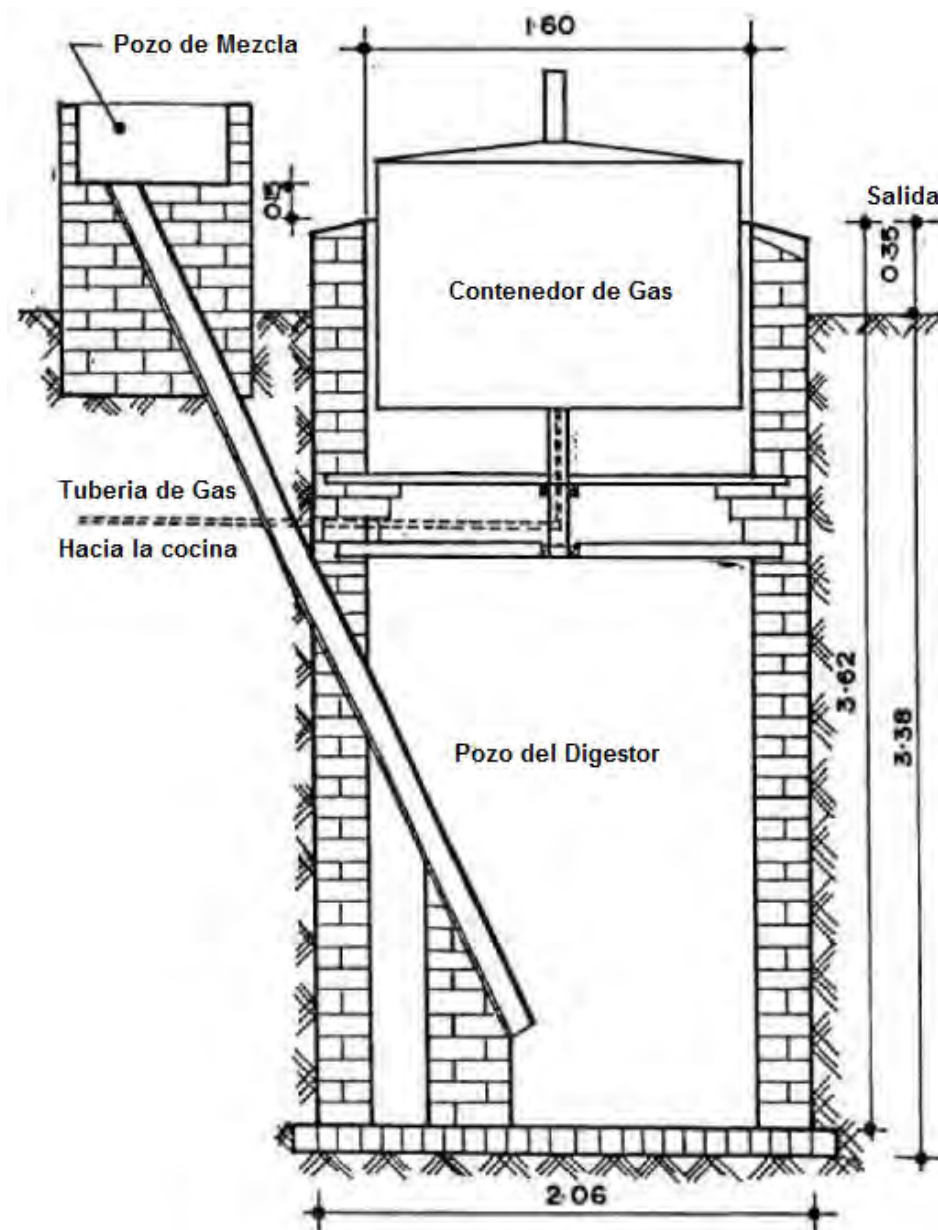 1·60
Pozo de Mezcla
0.15
Salida
0.35
Contenedor de Gas
Tuberia de Gas
Hacia la cocina
3·62
3·38
Pozo del Digestor
2·06